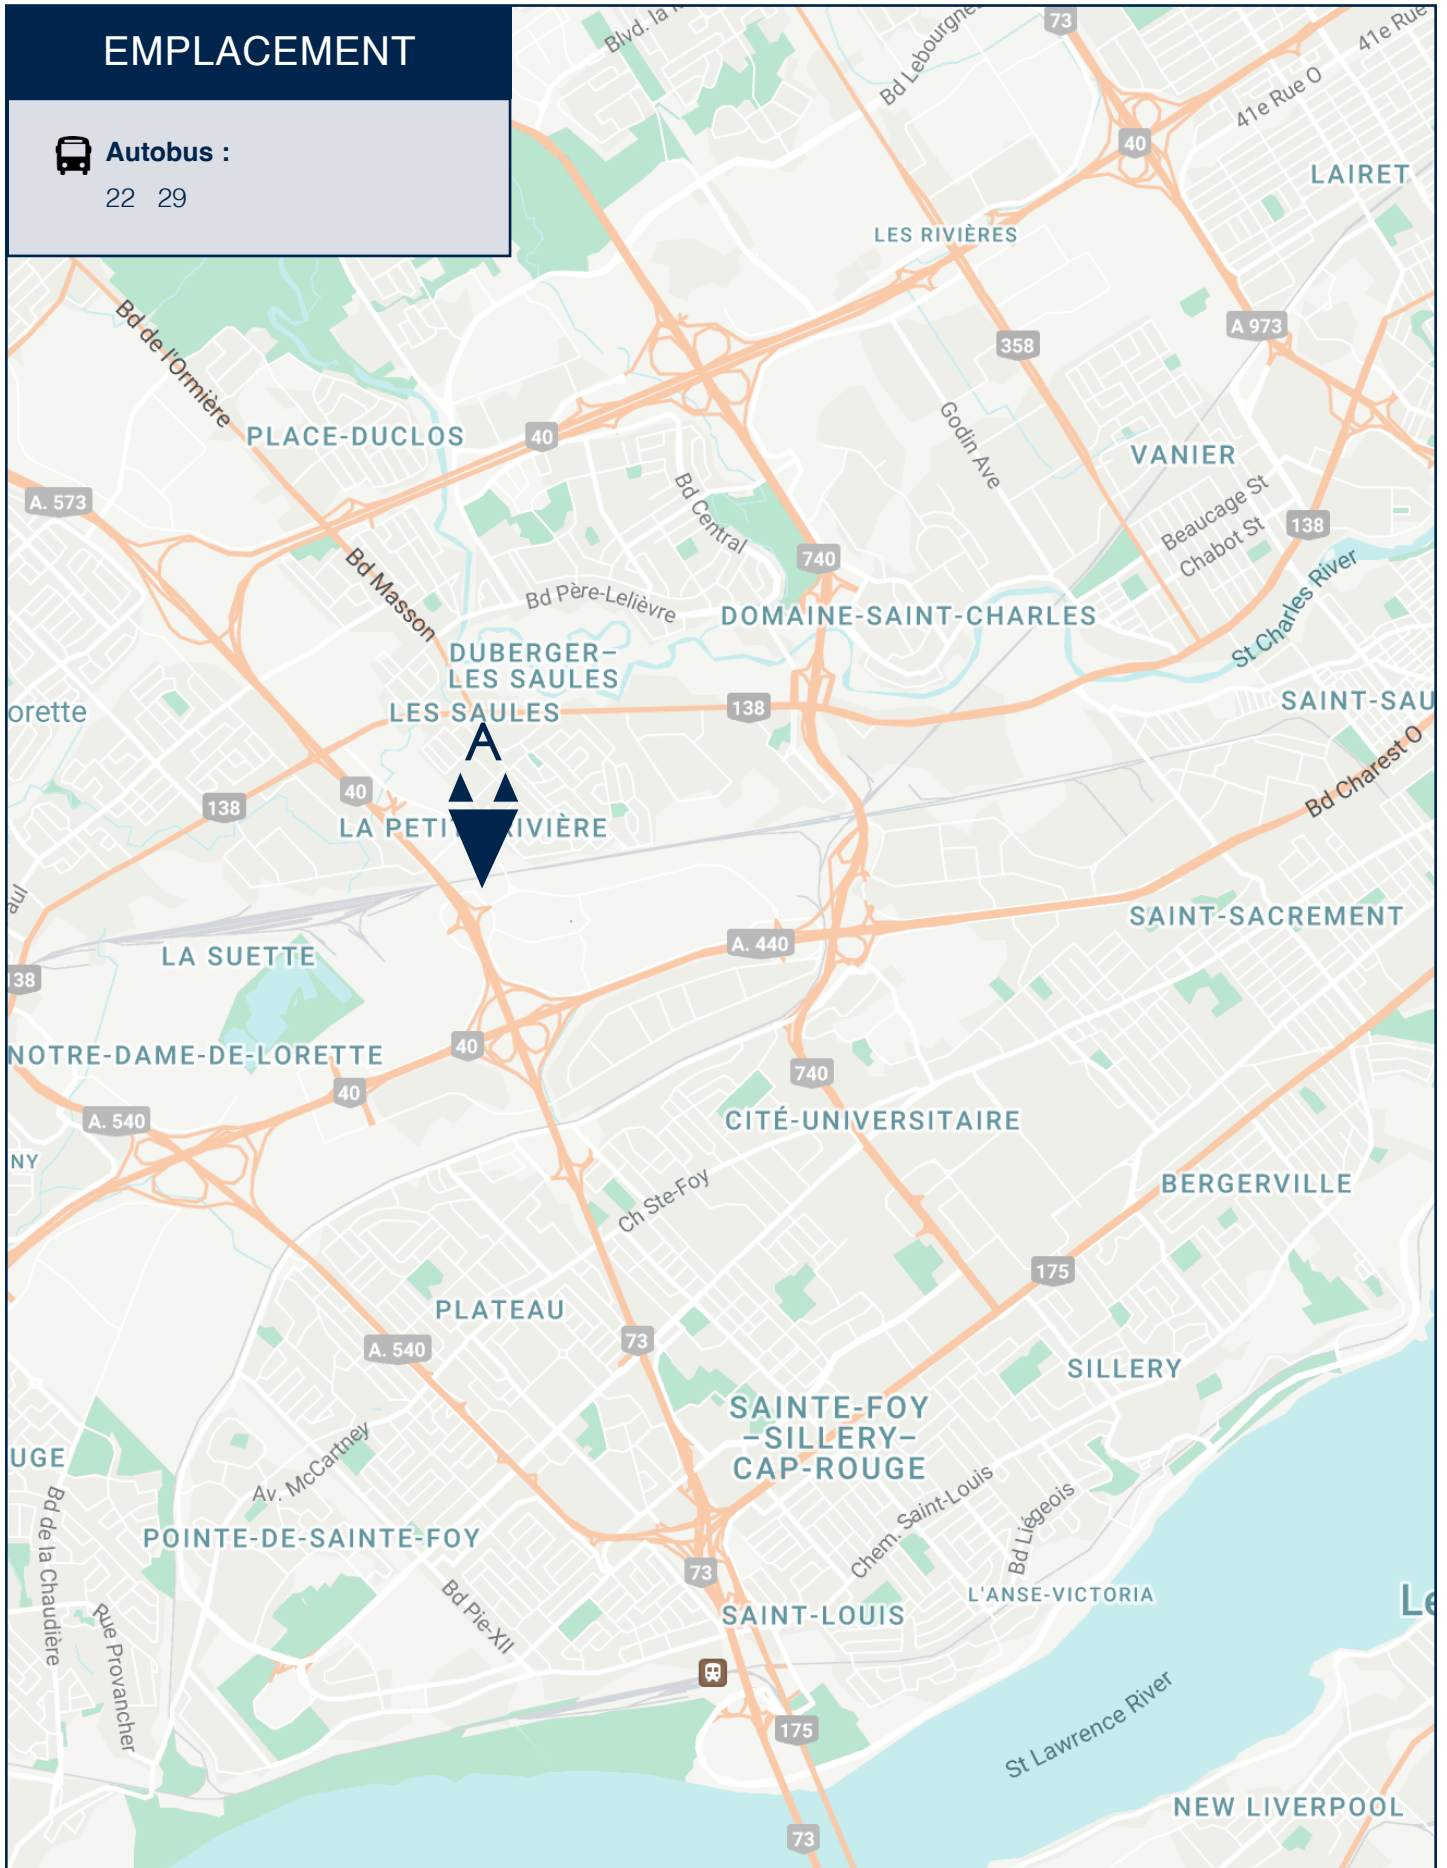 EMPLACEMENT
Autobus :
22 29
Bd Lebourgneuf
73
41e Rue
41e Rue O
40
LAIRET
LES RIVIÈRES
A 973
358
Bd de l'Ormière
PLACE-DUCLOS
40
Godin Ave
VANIER
A. 573
Bd Central
Beaucage St
138
Chabot St
740
Bd Masson
Bd Père-Lelièvre
DOMAINE-SAINT-CHARLES
St Charles River
DUBERGER–
LES SAULES
LES SAULES
138
orette
SAINT-SAU
A
40
138
Bd Charest O
LA PETIT RIVIÈRE
aul
SAINT-SACREMENT
A. 440
LA SUETTE
138
40
NOTRE-DAME-DE-LORETTE
740
40
A. 540
CITÉ-UNIVERSITAIRE
NY
Ch Ste-Foy
BERGERVILLE
175
PLATEAU
73
A. 540
SILLERY
SAINTE-FOY
–SILLERY–
CAP-ROUGE
UGE
Av. McCartney
Chem. Saint-Louis
Bd Liégeois
Bd de la Chaudière
POINTE-DE-SAINTE-FOY
73
L'ANSE-VICTORIA
Le
SAINT-LOUIS
Bd Pie-XII
Rue Provancher
175
St Lawrence River
NEW LIVERPOOL
73